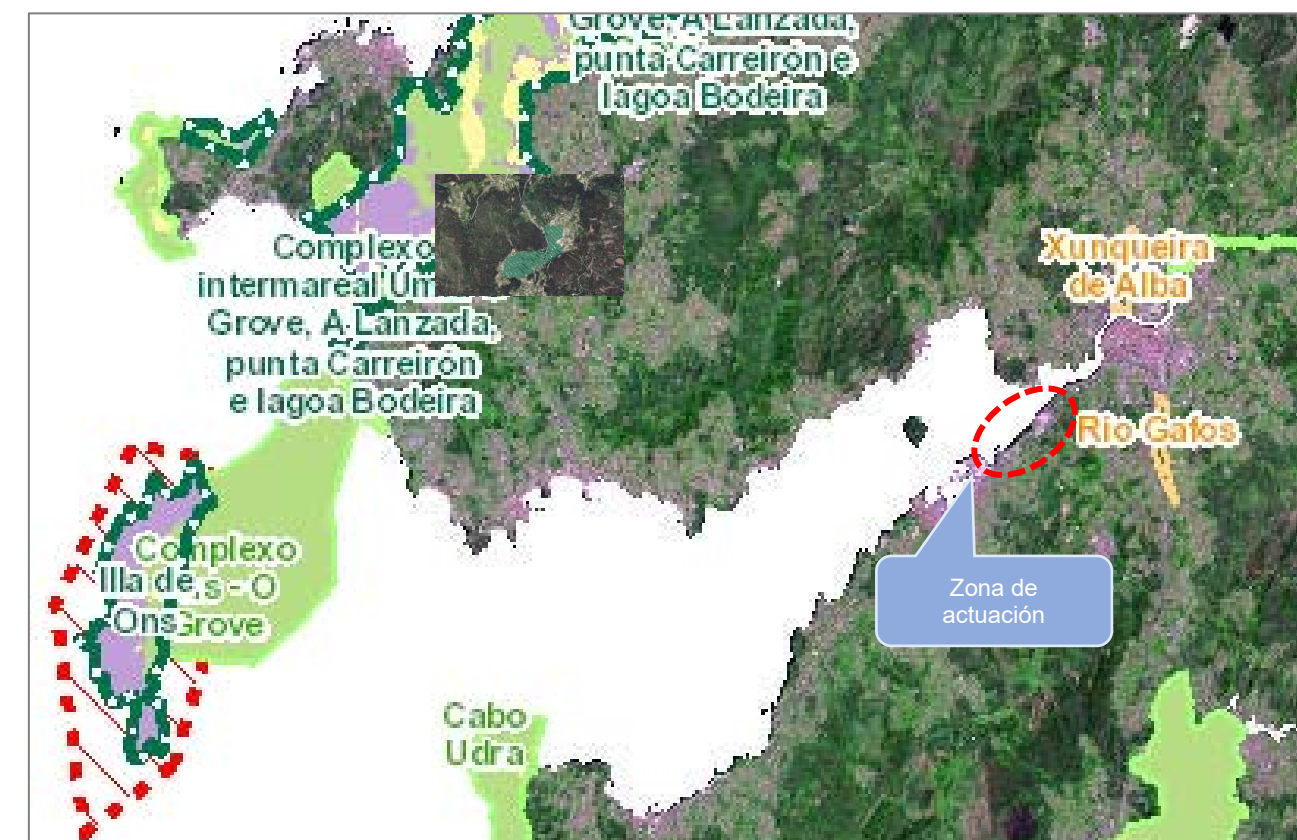 Grove, A Lanzada,
punta Carreirón e
lagoa Bodeira
Complexo
intermareal Um
Grove, A Lanzada,
punta Carreirón
e lagoa Bodeira
Xunqueira
de Alba
Río Gafos
Complexo
s - O
Grove
Illa de
Ons
Zona de
actuación
Cabo
Udra